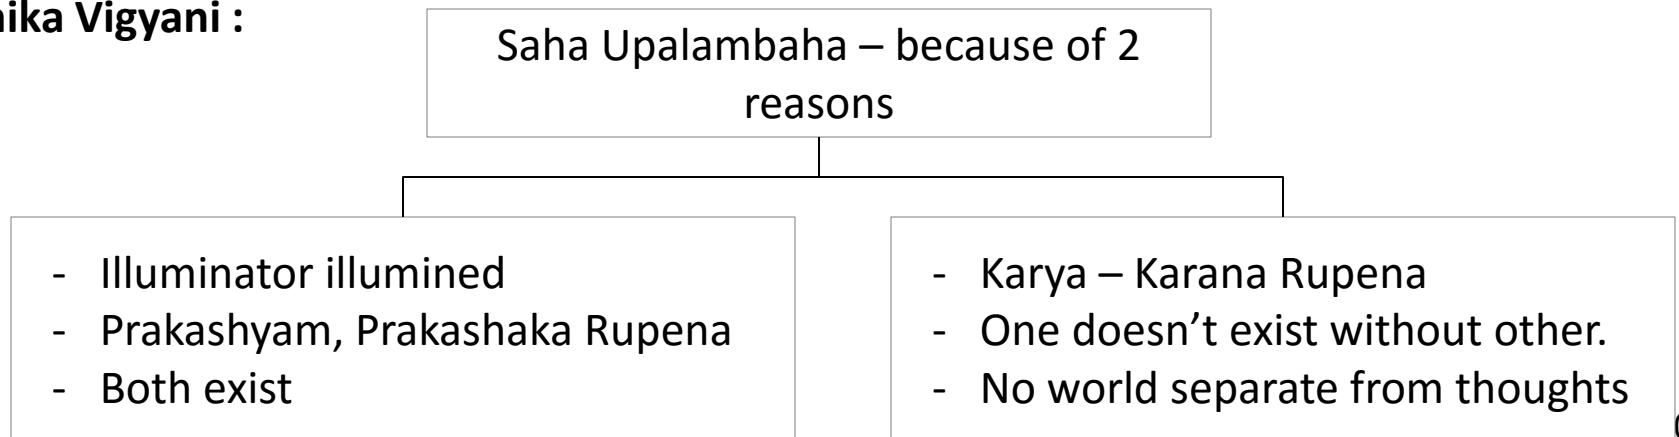 nika Vigyani :
Saha Upalambaha – because of 2
reasons
- Illuminator illumined
- Prakashyam, Prakashaka Rupena
- Both exist
- Karya – Karana Rupena
- One doesn’t exist without other.
- No world separate from thoughts